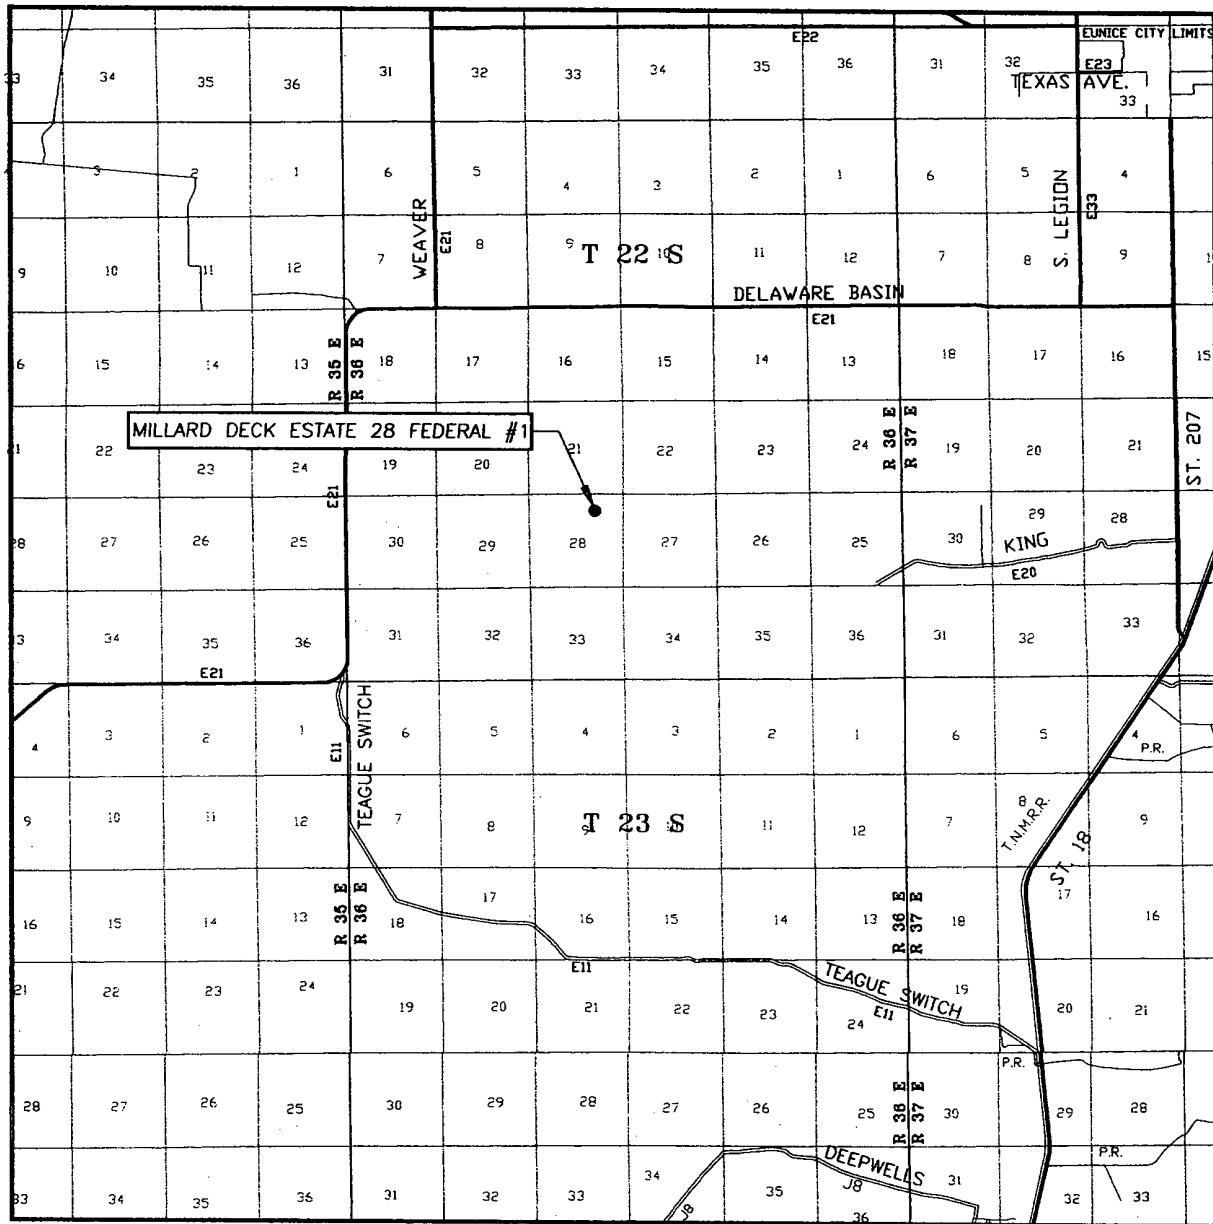 EUNICE CITY LIMITS
E22
33 34 35 36 31 32 33 34 35 36 31 32 E23
TEXAS AVE.
33
3 2 1 6 5 4 3 2 1 6 5 4
WEAVER
E21
S. LEGION
E33
9 10 11 12 7 8 9 10 11 12 7 8 9
T 22 S
DELAWARE BASIN
E21
15 14 13 18 17 16 15 14 13 18 17 16 15
R 35 E
R 36 E
MILLARD DECK ESTATE 28 FEDERAL #1
22 23 24 19 20 21 22 23 24 19 20 21
R 36 E
R 37 E
ST. 207
E21
28 27 26 25 30 29 28 27 26 25 30 29 28
KING
E20
34 35 36 31 32 33 34 35 36 31 32 33
E21
TEAGUE SWITCH
E11
4 3 2 1 6 5 4 3 2 1 6 5 4
P.R.
9 10 11 12 7 8 9 11 12 7 8 9
T 23 S
T.N.M.R.R.
ST. 18
16 15 14 13 18 17 16 15 14 13 18 17 16
R 35 E
R 36 E
R 36 E
R 37 E
E11
TEAGUE SWITCH
E11
21 22 23 24 19 20 21 22 23 24 19 20 21
P.R.
28 27 26 25 30 29 28 27 26 25 30 29 28
R 36 E
R 37 E
P.R.
DEEPWELLS
J8
J8
33 34 35 36 31 32 33 34 35 36 31 32 33